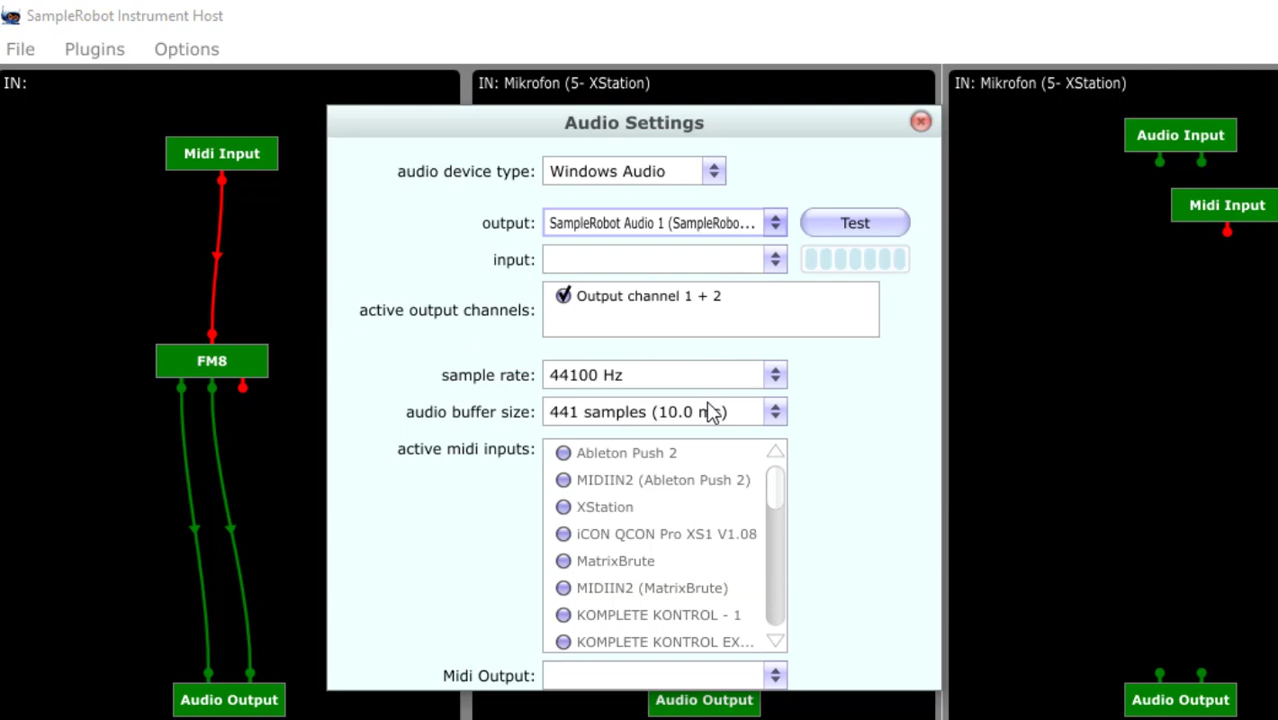 SampleRobot Instrument Host
File Plugins Options
IN:
IN: Mikrofon (5- XStation)
IN: Mikrofon (5- XStation)
Midi Input
FM8
Audio Output
Audio Settings
audio device type: Windows Audio
output: SampleRobot Audio 1 (SampleRobo... Test
input:
active output channels: Output channel 1 + 2
sample rate: 44100 Hz
audio buffer size: 441 samples (10.0 ms)
active midi inputs: Ableton Push 2
MIDIIN2 (Ableton Push 2)
XStation
iCON QCON Pro XS1 V1.08
MatrixBrute
MIDIIN2 (MatrixBrute)
KOMPLETE KONTROL - 1
KOMPLETE KONTROL EX...
Midi Output:
Audio Output
Audio Input
Midi Input
Audio Output